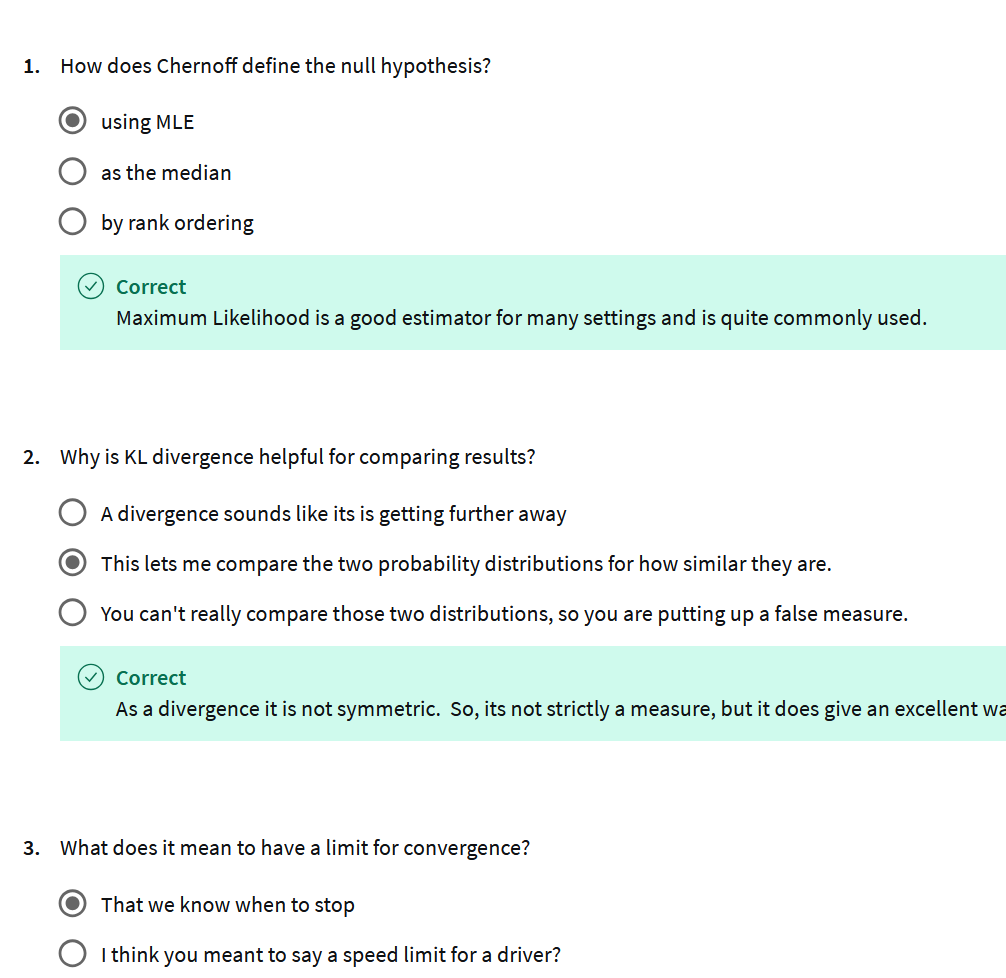 1. How does Chernoff define the null hypothesis?
using MLE
as the median
by rank ordering
Correct
Maximum Likelihood is a good estimator for many settings and is quite commonly used.
2. Why is KL divergence helpful for comparing results?
A divergence sounds like its is getting further away
This lets me compare the two probability distributions for how similar they are.
You can't really compare those two distributions, so you are putting up a false measure.
Correct
As a divergence it is not symmetric.  So, its not strictly a measure, but it does give an excellent
3. What does it mean to have a limit for convergence?
That we know when to stop
I think you meant to say a speed limit for a driver?